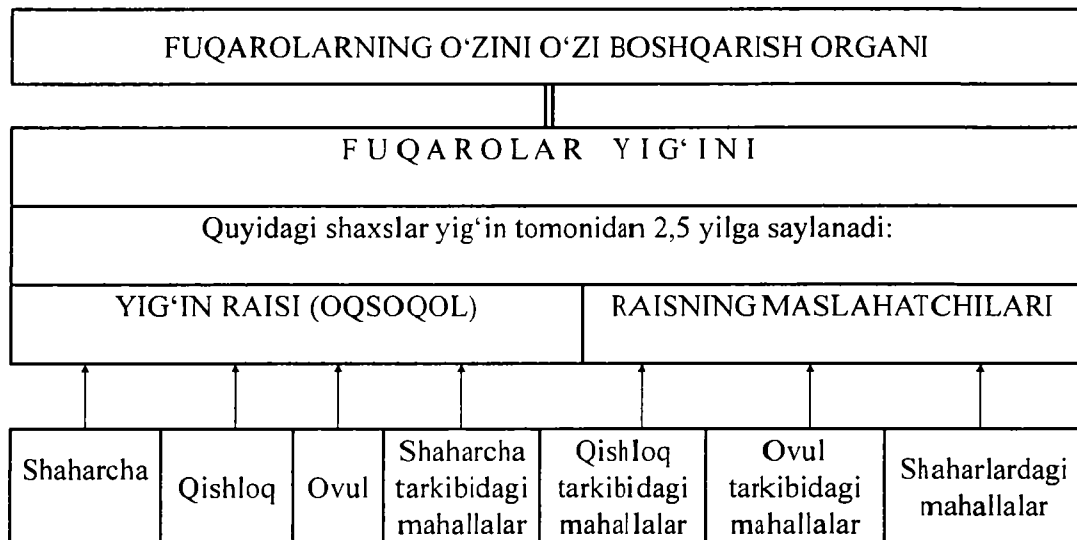 FUQAROLARNING O‘ZINI O‘ZI BOSHQARISH ORGANI
FUQAROLAR YIG‘INI
Quyidagi shaxslar yig‘in tomonidan 2,5 yilga saylanadi:
YIG‘IN RAISI (OQSOQOL)
RAISNING MASLAHATCHILARI
Shaharcha
Qishloq
Ovul
Shaharcha
tarkibidagi
mahallalar
Qishloq
tarkibidagi
mahallalar
Ovul
tarkibidagi
mahallalar
Shaharlardagi
mahallalar